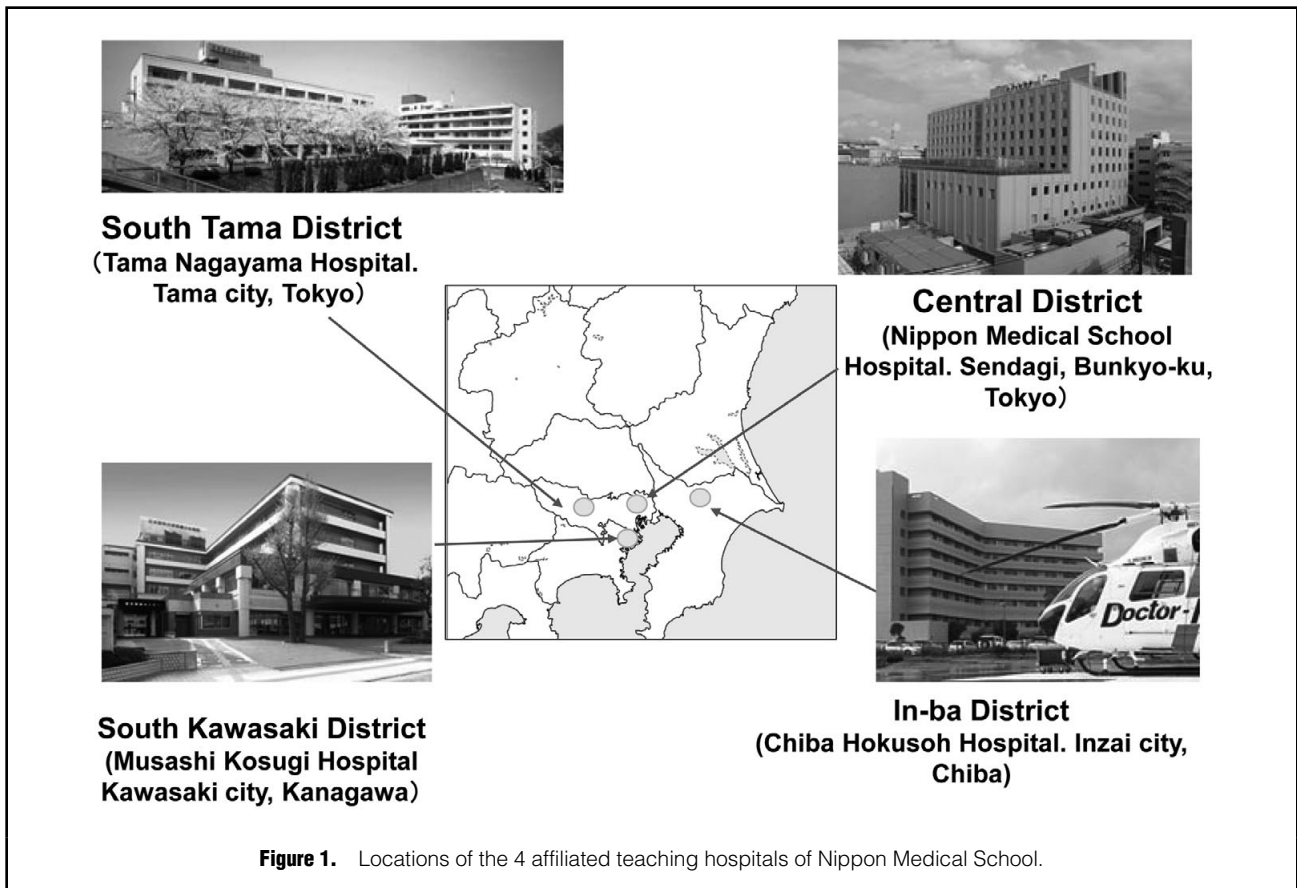 South Tama District
（Tama Nagayama Hospital.
Tama city, Tokyo）
Central District
(Nippon Medical School
Hospital. Sendagi, Bunkyo-ku,
Tokyo）
South Kawasaki District
(Musashi Kosugi Hospital
Kawasaki city, Kanagawa）
Doctor-
In-ba District
(Chiba Hokusoh Hospital. Inzai city,
Chiba)
Figure 1. Locations of the 4 affiliated teaching hospitals of Nippon Medical School.